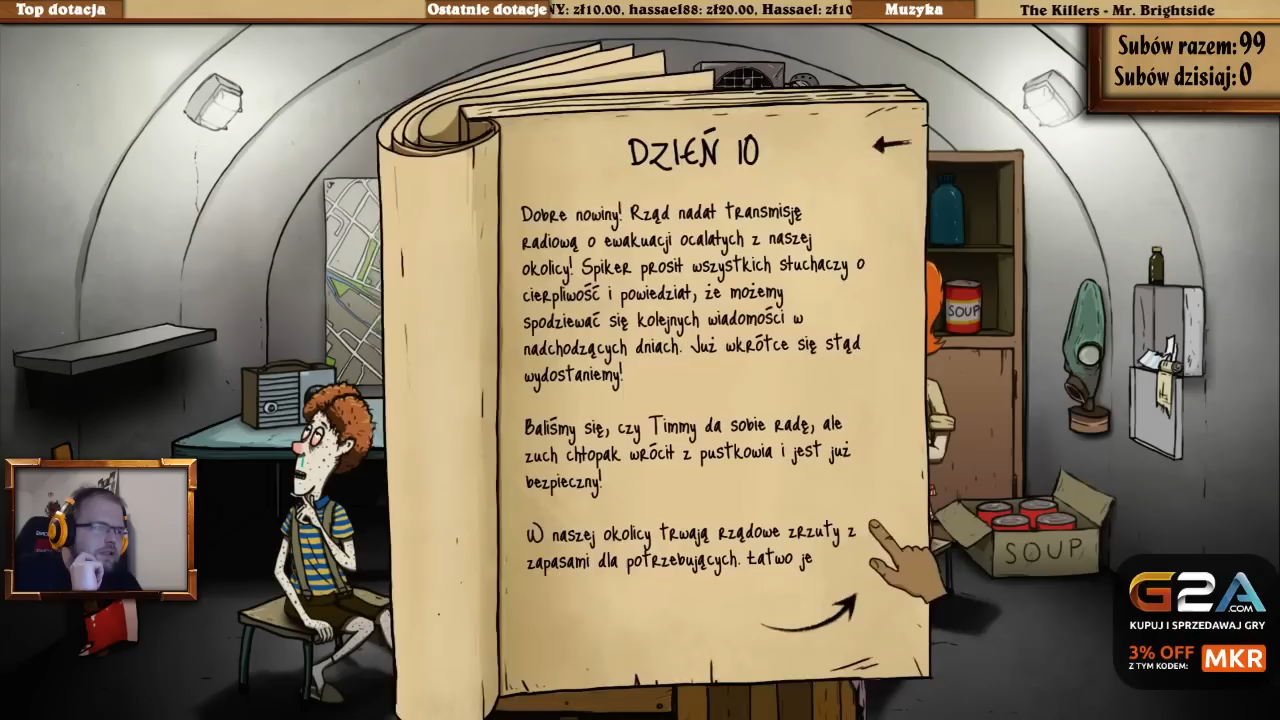 Top dotacja
Ostatnie dotacje
NY: zł10.00, hassael88: zł20.00, Hassael: zł10
Muzyka
The Killers - Mr. Brightside
Subów razem: 99
Subów dzisiaj: 0
DZIEŃ 10
Dobre nowiny! Rząd nadał transmisję
radiową o ewakuacji ocalałych z naszej
okolicy! Spiker prosił wszystkich słuchaczy o
cierpliwość i powiedział, że możemy
spodziewać się kolejnych wiadomości w
nadchodzących dniach. Już wkrótce się stąd
wydostaniemy!
Baliśmy się, czy Timmy da sobie radę, ale
zuch chłopak wrócił z pustkowia i jest już
bezpieczny!
W naszej okolicy trwają rządowe zrzuty z
zapasami dla potrzebujących. Łatwo je
SOUP
SOUP
G2A
.COM
KUPUJ I SPRZEDAWAJ GRY
3% OFF
Z TYM KODEM:
MKR